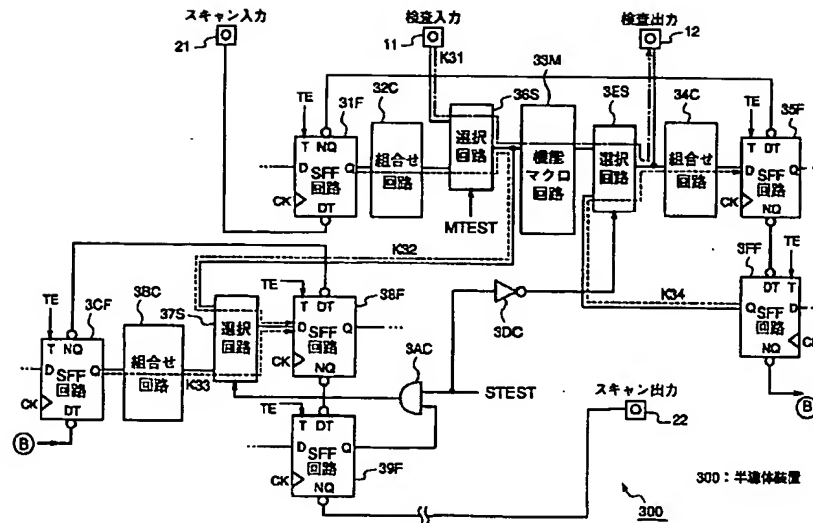 スキャン入力
21
検査入力
11
K31
検査出力
12
33M
36S
3ES
34C
35F
TE
31F
32C
T NQ
D SFF Q
回路
CK
DT
組合せ
回路
選択
回路
MTEST
機能
マクロ
回路
選択
回路
組合せ
回路
TE
T DT
D SFF Q
回路
CK
NQ
K32
K34
3FF
TE
DT T
Q SFF D
回路
CK
NQ
B
TE
3CF
3BC
37S
T NQ
D SFF Q
回路
CK
DT
B
組合せ
回路
K33
選択
回路
TE
38F
T DT
D SFF Q
回路
CK
NQ
3AC
3DC
STEST
TE
T DT
D SFF Q
回路
CK
NQ
39F
スキャン出力
22
300:半導体装置
300